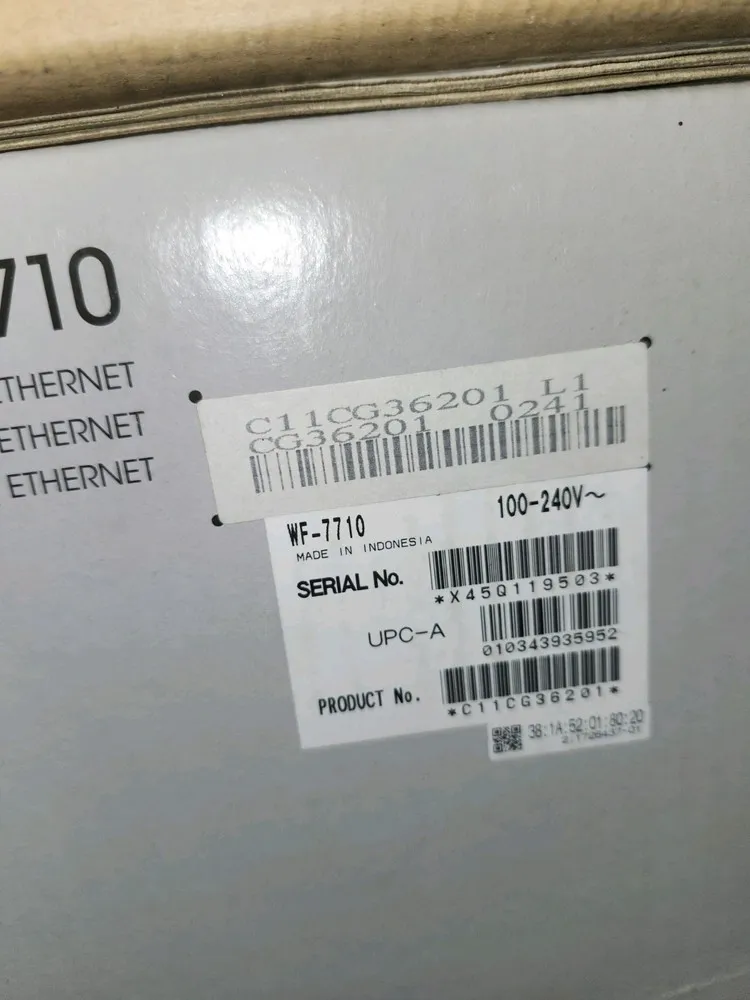 710
ETHERNET
ETHERNET
ETHERNET
C11CG36201 L1
CG36201 0241
WF-7710 100-240V~
MADE IN INDONESIA
SERIAL No.
*X45Q119503*
UPC-A
010343935952
PRODUCT No.
*C11CG36201*
38:1A:52:01:80:20